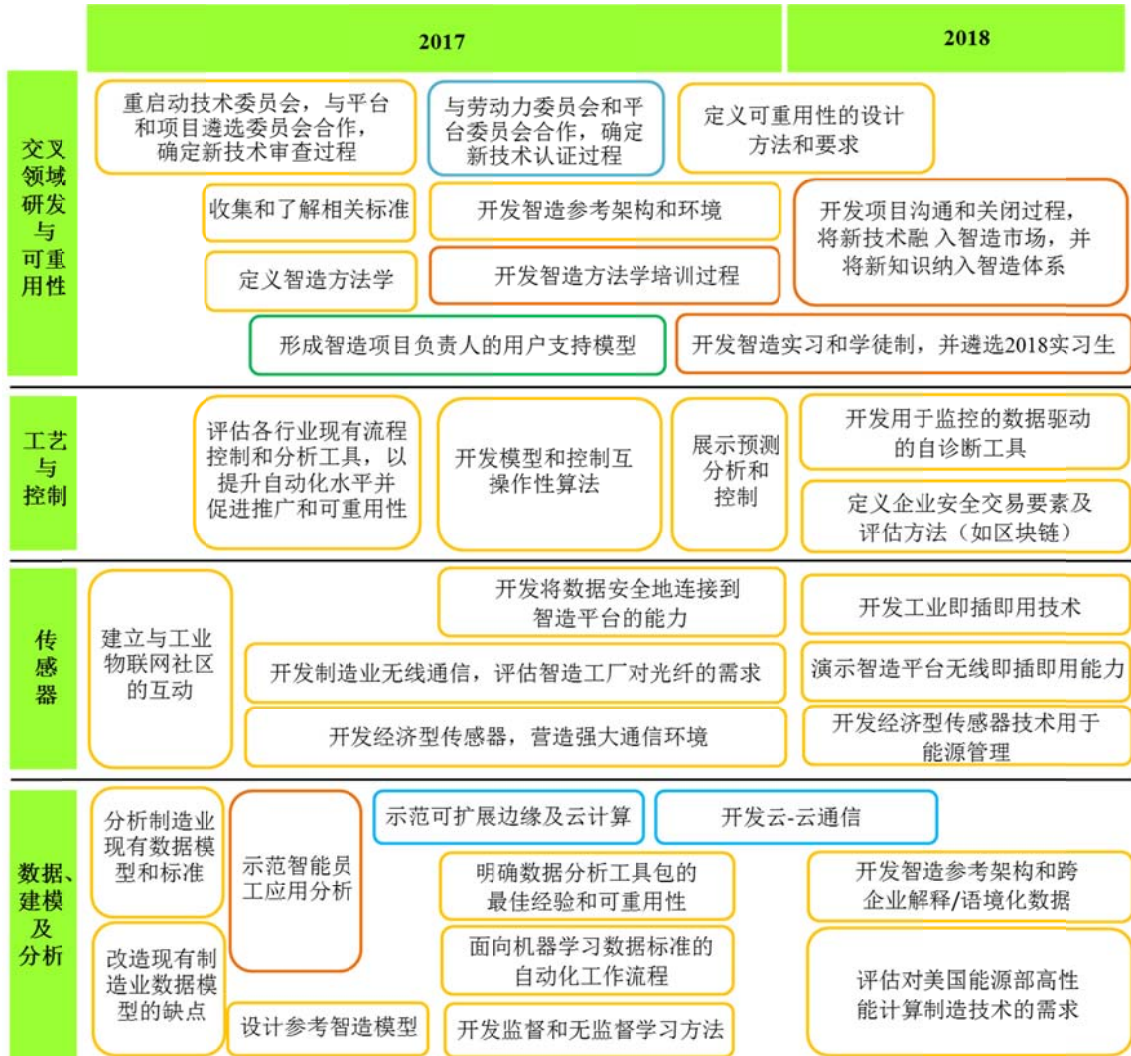 2017
2018
交叉
领域
研发
与
可重
用性
重启动技术委员会，与平台
和项目遴选委员会合作，
确定新技术审查过程
与劳动力委员会和平
台委员会合作，确定
新技术认证过程
定义可重用性的设计
方法和要求
收集和了解相关标准
开发智造参考架构和环境
开发项目沟通和关闭过程，
将新技术融 入智造市场，并
将新知识纳入智造体系
定义智造方法学
开发智造方法学培训过程
形成智造项目负责人的用户支持模型
开发智造实习和学徒制，并遴选2018实习生
工艺
与
控制
评估各行业现有流程
控制和分析工具，以
提升自动化水平并
促进推广和可重用性
开发模型和控制互
操作性算法
展示预测
分析和
控制
开发用于监控的数据驱动
的自诊断工具
定义企业安全交易要素及
评估方法（如区块链）
传
感
器
建立与工业
物联网社区
的互动
开发将数据安全地连接到
智造平台的能力
开发工业即插即用技术
开发制造业无线通信，评估智造工厂对光纤的需求
演示智造平台无线即插即用能力
开发经济型传感器，营造强大通信环境
开发经济型传感器技术用于
能源管理
数据、
建模
及
分析
分析制造业
现有数据模
型和标准
示范智能员
工应用分析
示范可扩展边缘及云计算
开发云-云通信
明确数据分析工具包的
最佳经验和可重用性
开发智造参考架构和跨
企业解释/语境化数据
改造现有制
造业数据模
型的缺点
面向机器学习数据标准的
自动化工作流程
评估对美国能源部高性
能计算制造技术的需求
设计参考智造模型
开发监督和无监督学习方法